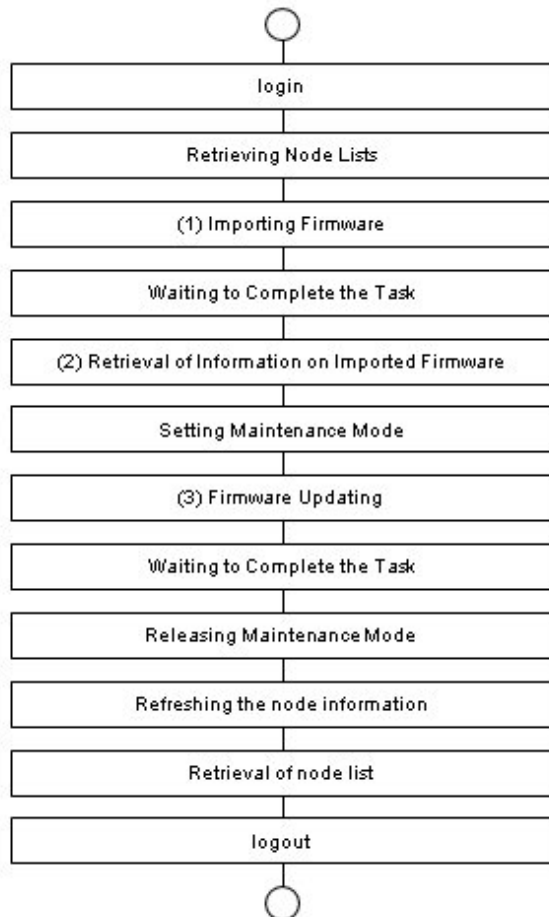 login
Retrieving Node Lists
(1) Importing Firmware
Waiting to Complete the Task
(2) Retrieval of Information on Imported Firmware
Setting Maintenance Mode
(3) Firmware Updating
Waiting to Complete the Task
Releasing Maintenance Mode
Refreshing the node information
Retrieval of node list
logout